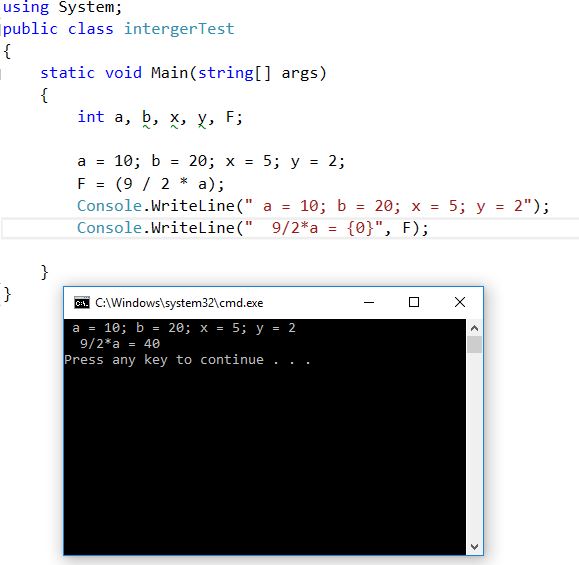 using System;
public class intergerTest
{
static void Main(string[] args)
{
int a, b, x, y, F;
a = 10; b = 20; x = 5; y = 2;
F = (9 / 2 * a);
Console.WriteLine(" a = 10; b = 20; x = 5; y = 2");
Console.WriteLine("  9/2*a = {0}", F);
}
}
C:\Windows\system32\cmd.exe
a = 10; b = 20; x = 5; y = 2
9/2*a = 40
Press any key to continue . . .